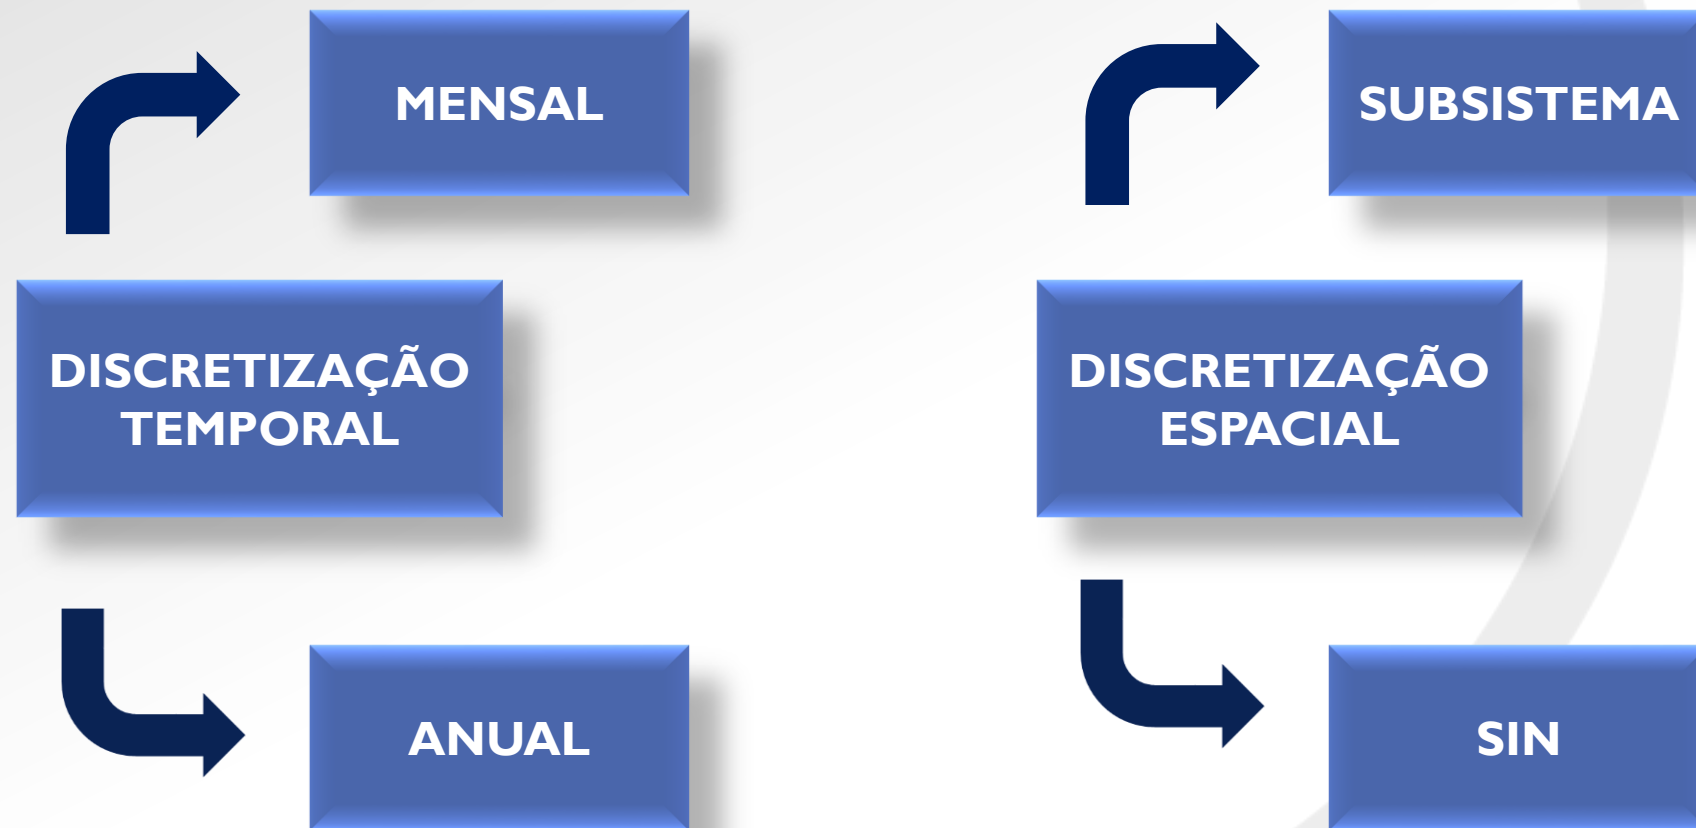 MENSAL
DISCRETIZAÇÃO
TEMPORAL
ANUAL
SUBSISTEMA
DISCRETIZAÇÃO
ESPACIAL
SIN